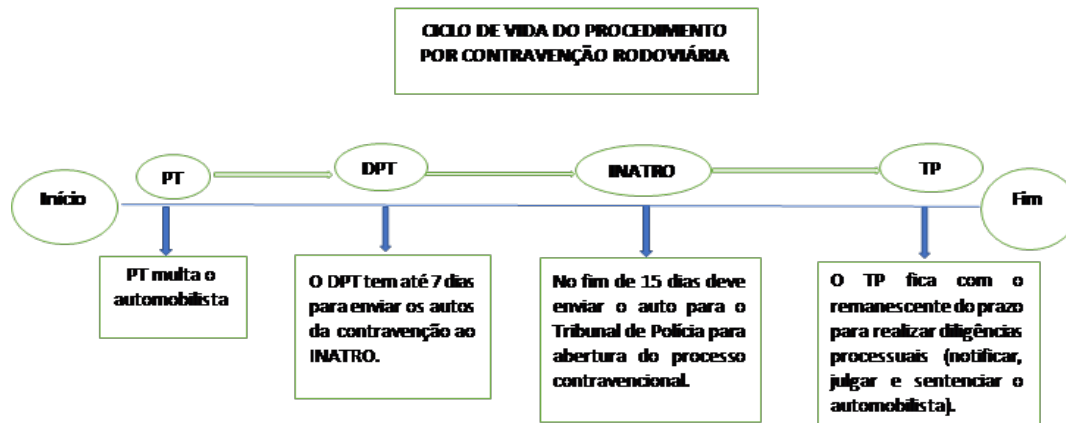 CICLO DE VIDA DO PROCEDIMENTO
POR CONTRAVENÇÃO RODOVIÁRIA
Início
PT
DPT
INATRO
TP
Fim
PT multa o
automobilista
O DPT tem até 7 dias
para enviar os autos
da contravenção ao
INATRO.
No fim de 15 dias deve
enviar o auto para o
Tribunal de Polícia para
abertura do processo
contravencional.
O TP fica com o
remanescente do prazo
para realizar diligências
processuais (notificar,
julgar e sentenciar o
automobilista).